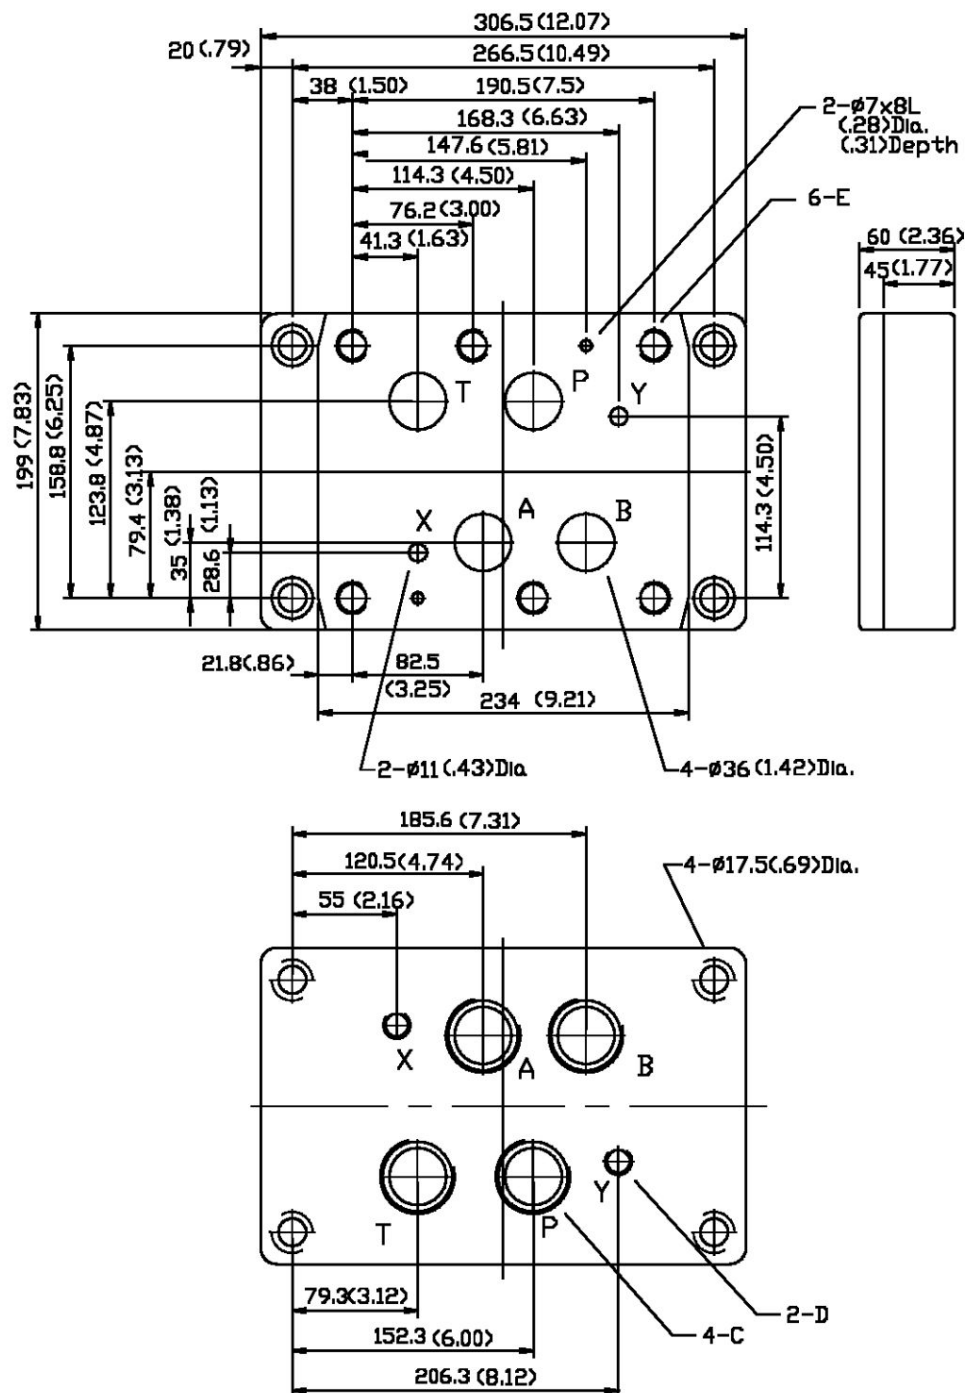 306.5 (12.07)
20 (.79)
266.5 (10.49)
38 (1.50)
190.5 (7.5)
168.3 (6.63)
147.6 (5.81)
114.3 (4.50)
76.2 (3.00)
41.3 (1.63)
2-ø7x8L
(.28)Dia.
(.31)Depth
6-E
60 (2.36)
45 (1.77)
199 (7.83)
158.8 (6.25)
123.8 (4.87)
79.4 (3.13)
35 (1.38)
28.6 (1.13)
T
P
Y
X
A
B
114.3 (4.50)
21.8(.86)
82.5
(3.25)
234 (9.21)
2-ø11 (.43)Dia
4-ø36 (1.42)Dia.
185.6 (7.31)
120.5(4.74)
55 (2.16)
4-ø17.5(.69)Dia.
X
A
B
T
P
Y
79.3(3.12)
152.3 (6.00)
206.3 (8.12)
2-D
4-C